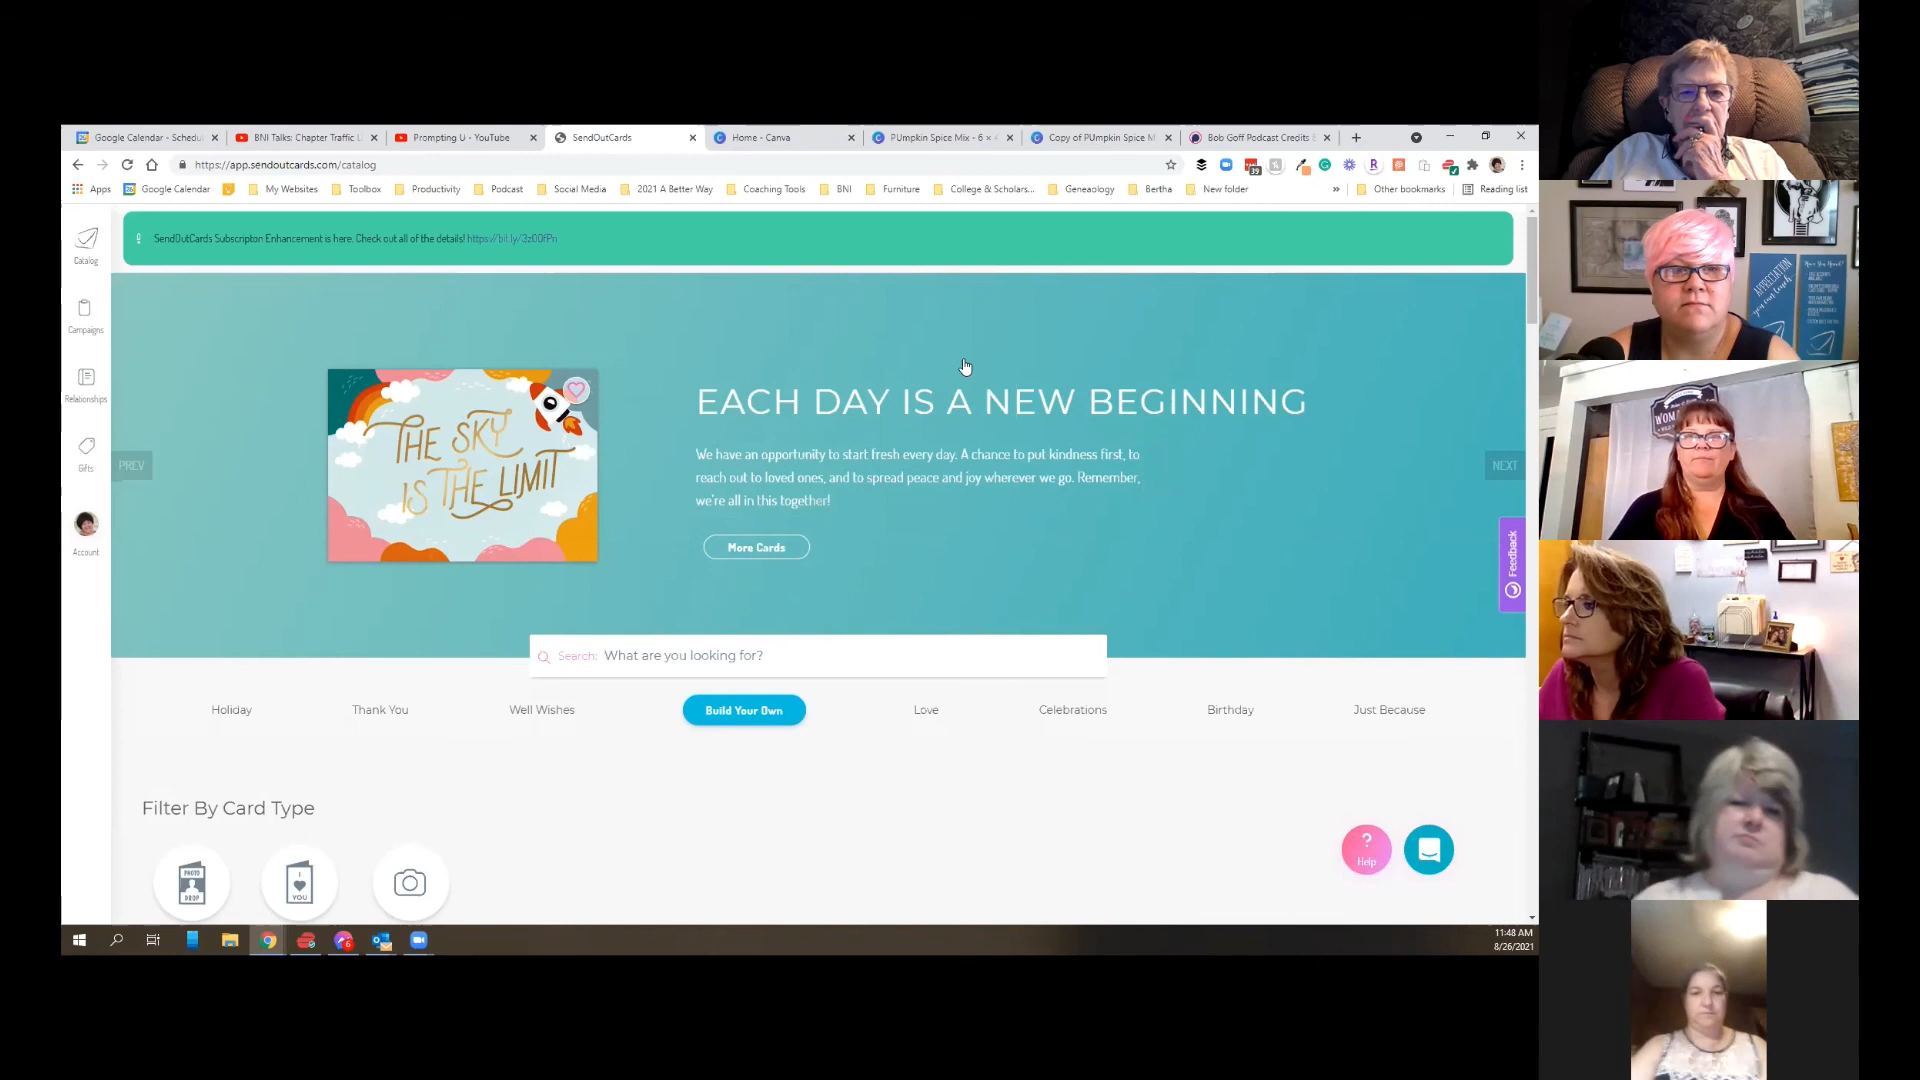 Google Calendar - Schedu
BNI Talks: Chapter Traffic L
Prompting U - YouTube
SendOutCards
Home - Canva
PUmpkin Spice Mix - 6 ×
Copy of PUmpkin Spice M
Bob Goff Podcast Credits
https://app.sendoutcards.com/catalog
39
Apps
Google Calendar
My Websites
Toolbox
Productivity
Podcast
Social Media
2021 A Better Way
Coaching Tools
BNI
Furniture
College & Scholars...
Geneaology
Bertha
New folder
»
Other bookmarks
Reading list
SendOutCards Subscripton Enhancement is here. Check out all of the details!
Catalog
Campaigns
Relationships
Gifts
Account
PREV
THE SKY
IS THE LIMIT
EACH DAY IS A NEW BEGINNING
We have an opportunity to start fresh every day. A chance to put kindness first, to
reach out to loved ones, and to spread peace and joy wherever we go. Remember,
we're all in this together!
More Cards
NEXT
Feedback
Search: What are you looking for?
Holiday
Thank You
Well Wishes
Build Your Own
Love
Celebrations
Birthday
Just Because
Filter By Card Type
PHOTO
DROP
I
YOU
?
Help
6
11:48 AM
8/26/2021
APPRECIATION
you can touch